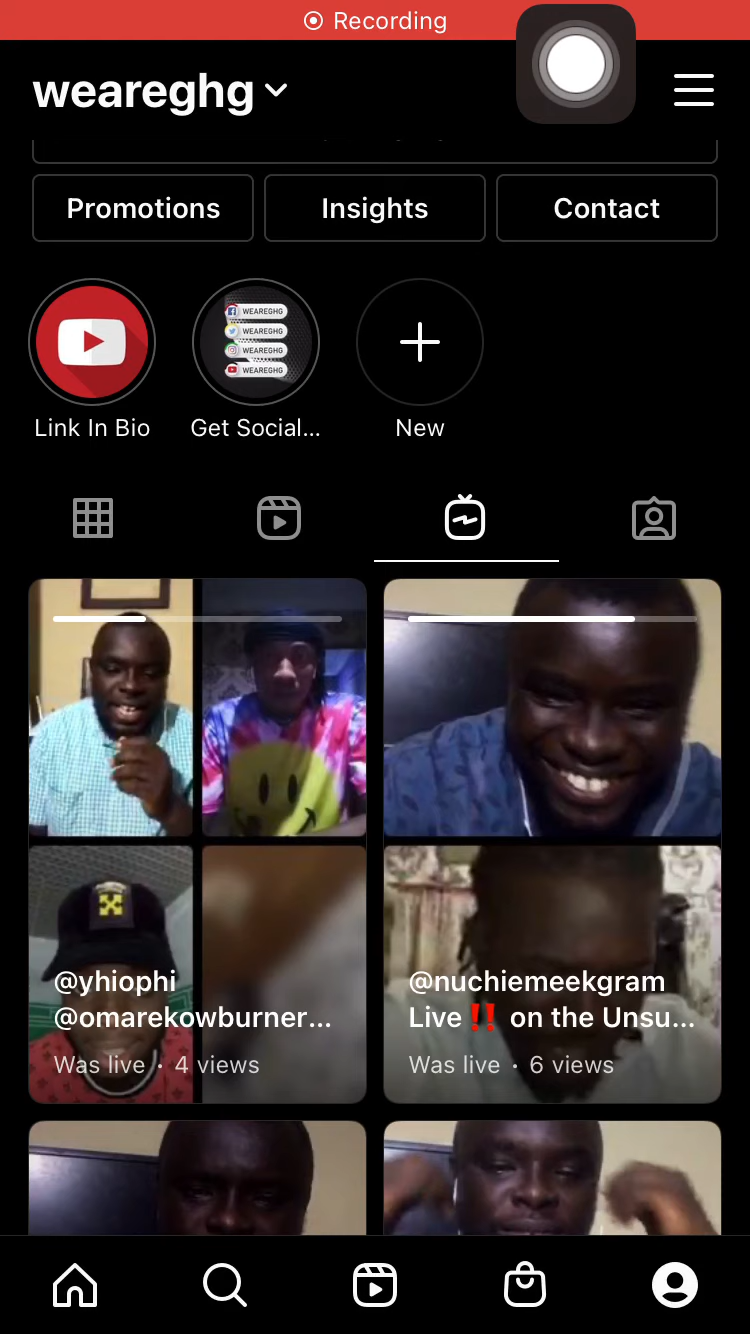 Recording
weareghg
Promotions
Insights
Contact
WEAREGHG
WEAREGHG
WEAREGHG
WEAREGHG
Link In Bio
Get Social...
New
@yhiophi
@omarekowburner...
Was live · 4 views
@nuchiemeekgram
Live‼️ on the Unsu...
Was live · 6 views